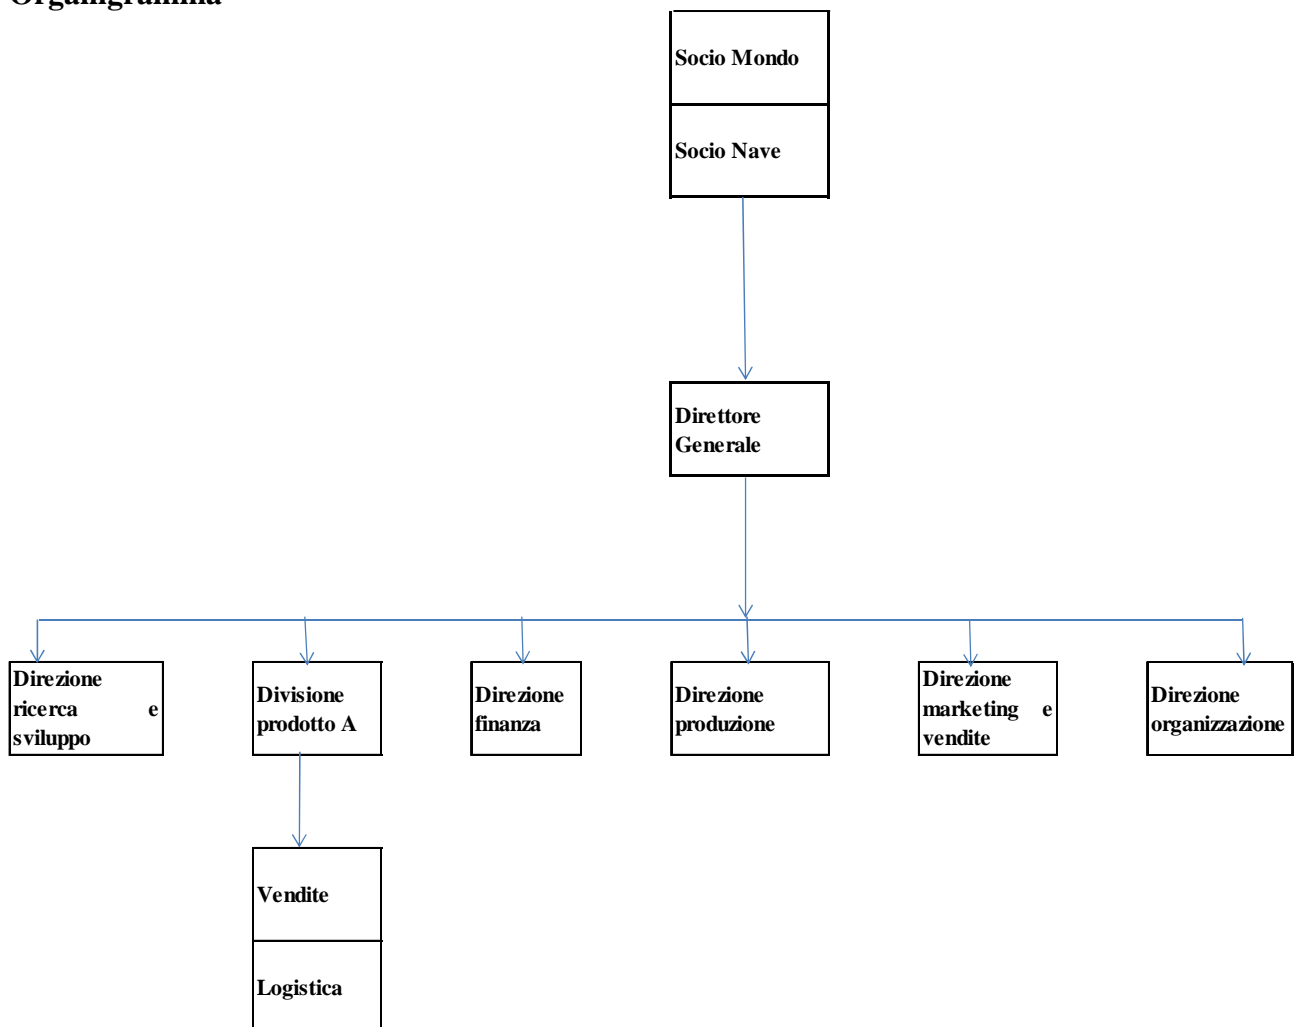 Organigramma
Socio Mondo
Socio Nave
Direttore
Generale
Direzione
ricerca e
sviluppo
Divisione
prodotto A
Direzione
finanza
Direzione
produzione
Direzione
marketing e
vendite
Direzione
organizzazione
Vendite
Logistica